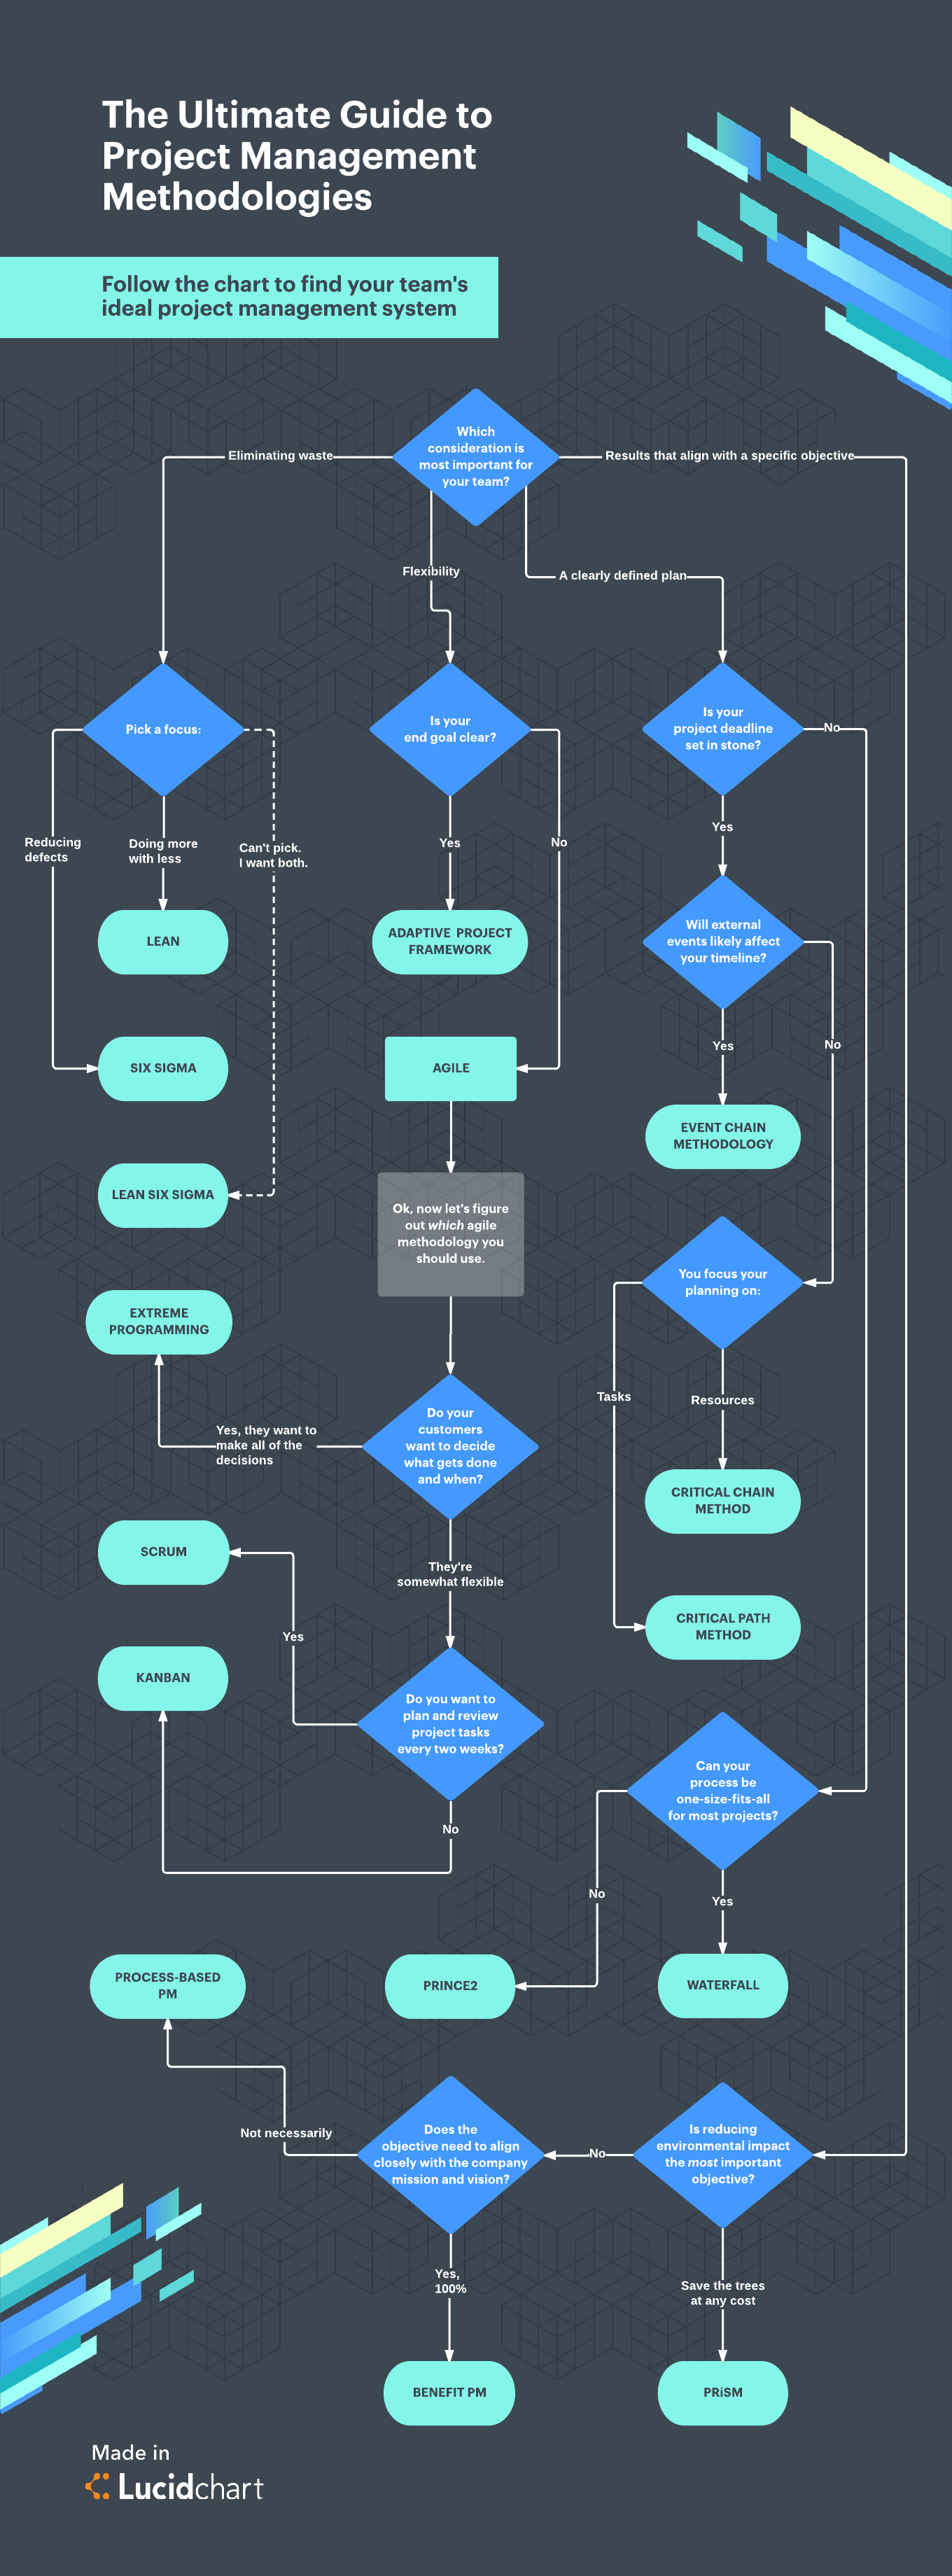 The Ultimate Guide to
Project Management
Methodologies
Follow the chart to find your team's
ideal project management system
Which
consideration is
most important for
your team?
Eliminating waste
Results that align with a specific objective
Flexibility
A clearly defined plan
Pick a focus:
Is your
end goal clear?
Is your
project deadline
set in stone?
No
Reducing
defects
Doing more
with less
Can't pick.
I want both.
Yes
No
Yes
LEAN
ADAPTIVE PROJECT
FRAMEWORK
Will external
events likely affect
your timeline?
Yes
No
SIX SIGMA
AGILE
EVENT CHAIN
METHODOLOGY
LEAN SIX SIGMA
Ok, now let's figure
out which agile
methodology you
should use.
You focus your
planning on:
EXTREME
PROGRAMMING
Tasks
Resources
Do your
customers
want to decide
what gets done
and when?
Yes, they want to
make all of the
decisions
CRITICAL CHAIN
METHOD
SCRUM
They're
somewhat flexible
CRITICAL PATH
METHOD
Yes
KANBAN
Do you want to
plan and review
project tasks
every two weeks?
Can your
process be
one-size-fits-all
for most projects?
No
No
Yes
PROCESS-BASED
PM
PRINCE2
WATERFALL
Not necessarily
Does the
objective need to align
closely with the company
mission and vision?
No
Is reducing
environmental impact
the most important
objective?
Yes,
100%
Save the trees
at any cost
BENEFIT PM
PRiSM
Made in
Lucidchart